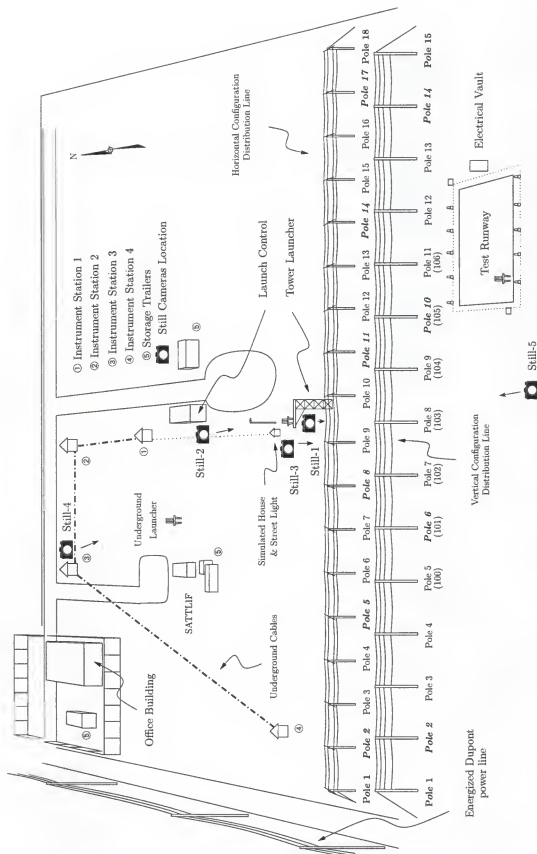 N
① Instrument Station 1
② Instrument Station 2
③ Instrument Station 3
④ Instrument Station 4
⑤ Storage Trailers
Still Cameras Location
⑤
Launch Control
Tower Launcher
Horizontal Configuration
Distribution Line
Still-4
③
②
①
Underground
Launcher
Still-2
SATTLIF
⑤
Office Building
⑤
Simulated House
& Street Light
Still-3
Still-1
Underground Cables
④
Energized Dupont
power line
Pole 1
Pole 2
Pole 3
Pole 4
Pole 5
Pole 6
Pole 7
Pole 8
Pole 9
Pole 10
Pole 11
Pole 12
Pole 13
Pole 14
Pole 15
Pole 16
Pole 17
Pole 18
Pole 1
Pole 2
Pole 3
Pole 4
Pole 5
(100)
Pole 6
(101)
Pole 7
(102)
Pole 8
(103)
Pole 9
(104)
Pole 10
(105)
Pole 11
(106)
Pole 12
Pole 13
Pole 14
Pole 15
Vertical Configuration
Distribution Line
Test Runway
Electrical Vault
Still-5